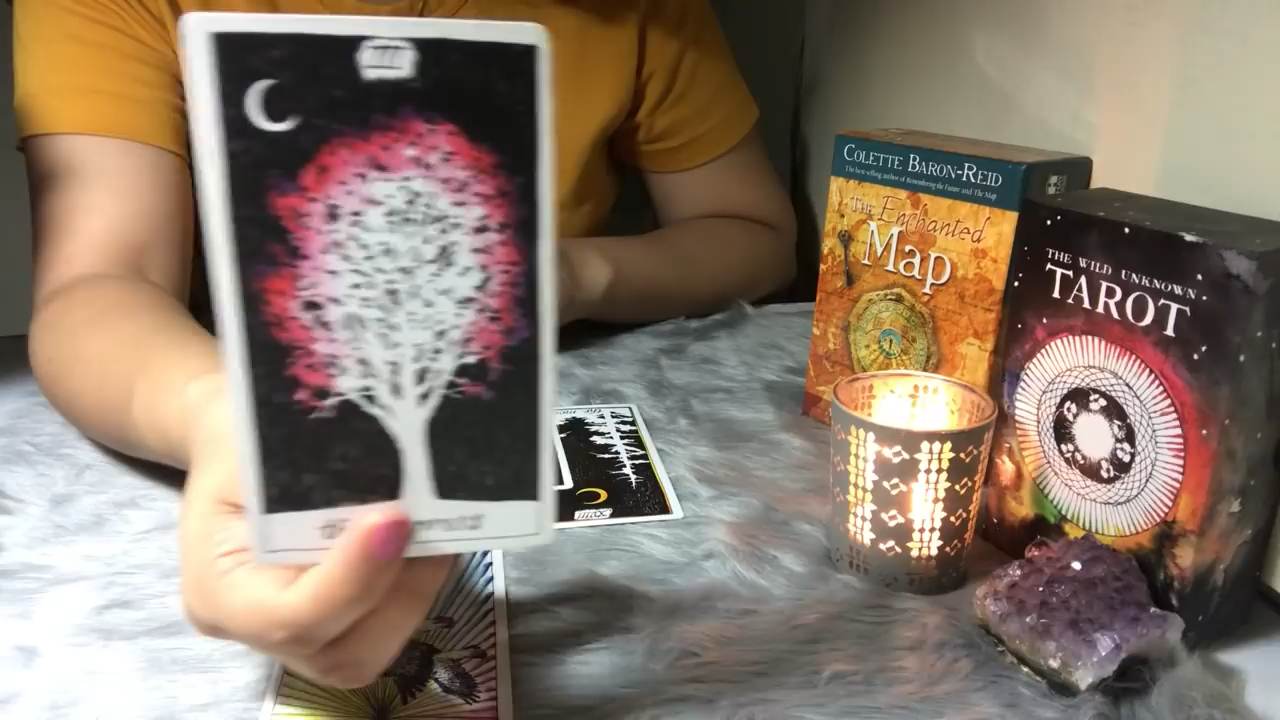 III
COLETTE BARON-REID
The best-selling author of Remembering the Future and The Map
THE Enchanted
Map
THE WILD UNKNOWN
TAROT